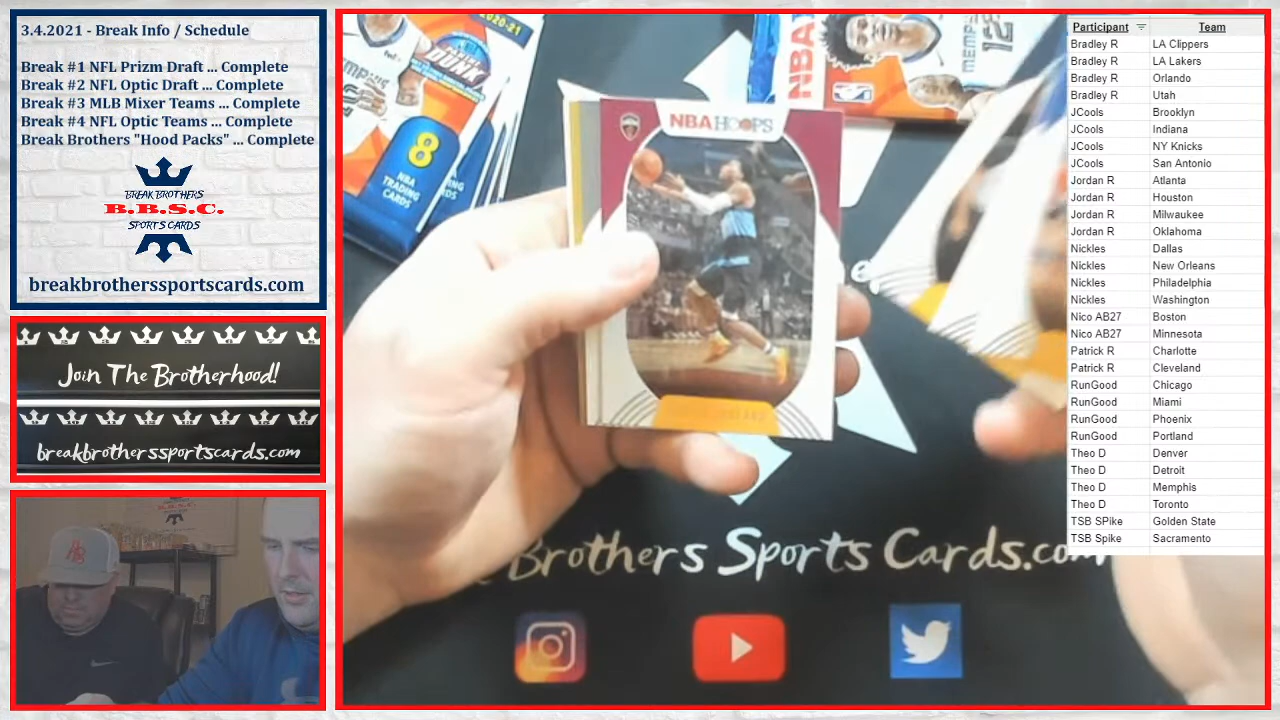 3.4.2021 - Break Info / Schedule
Break #1 NFL Prizm Draft ... Complete
Break #2 NFL Optic Draft ... Complete
Break #3 MLB Mixer Teams ... Complete
Break #4 NFL Optic Teams ... Complete
Break Brothers "Hood Packs" ... Complete
BREAK BROTHERS
B.B.S.C.
SPORTS CARDS
breakbrotherssportscards.com
Join The Brotherhood!
breakbrotherssportscards.com
2020-21
8
NBA
TRADING
CARDS
NBA
MEMPHIS
12
NBA HOOPS
Brothers Sports Cards.com
Participant Team
Bradley R LA Clippers
Bradley R LA Lakers
Bradley R Orlando
Bradley R Utah
JCools Brooklyn
JCools Indiana
JCools NY Knicks
JCools San Antonio
Jordan R Atlanta
Jordan R Houston
Jordan R Milwaukee
Jordan R Oklahoma
Nickles Dallas
Nickles New Orleans
Nickles Philadelphia
Nickles Washington
Nico AB27 Boston
Nico AB27 Minnesota
Patrick R Charlotte
Patrick R Cleveland
RunGood Chicago
RunGood Miami
RunGood Phoenix
RunGood Portland
Theo D Denver
Theo D Detroit
Theo D Memphis
Theo D Toronto
TSB SPike Golden State
TSB Spike Sacramento